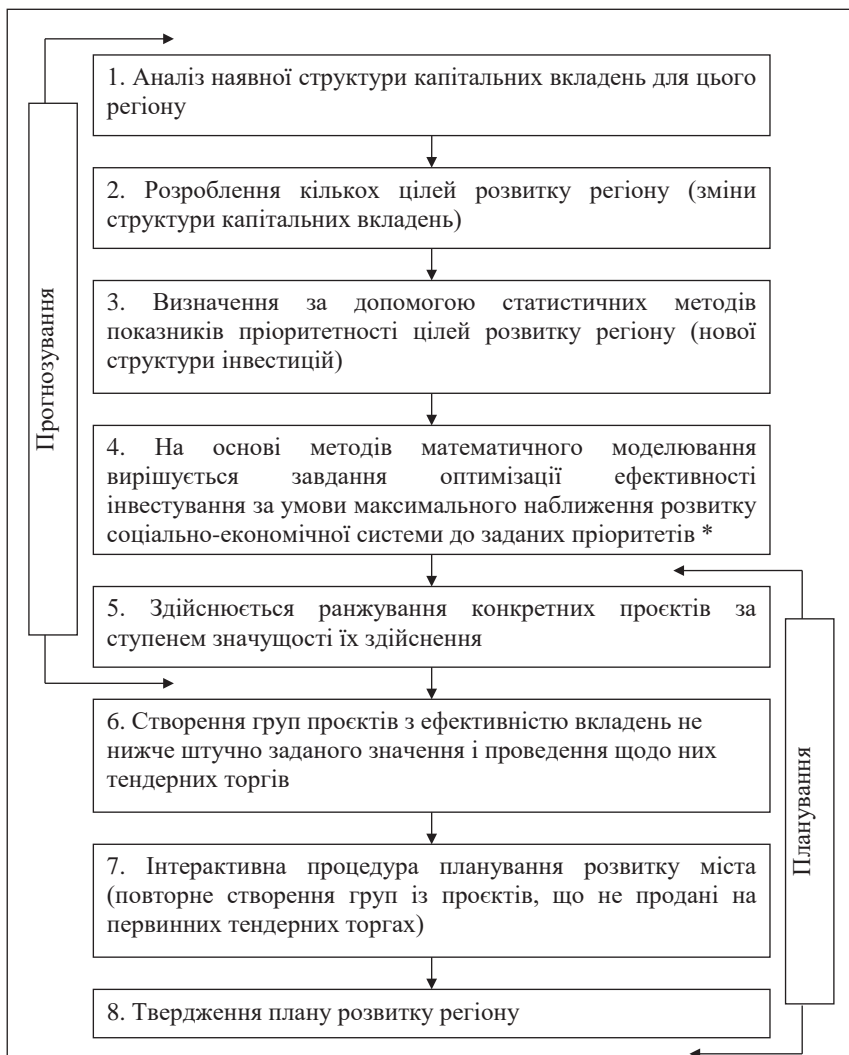 1. Аналіз наявної структури капітальних вкладень для цього
регіону
2. Розроблення кількох цілей розвитку регіону (зміни
структури капітальних вкладень)
3. Визначення за допомогою статистичних методів
показників пріоритетності цілей розвитку регіону (нової
структури інвестицій)
Прогнозування
4. На основі методів математичного моделювання
вирішується завдання оптимізації ефективності
інвестування за умови максимального наближення розвитку
соціально-економічної системи до заданих пріоритетів *
5. Здійснюється ранжування конкретних проєктів за
ступенем значущості їх здійснення
6. Створення груп проєктів з ефективністю вкладень не
нижче штучно заданого значення і проведення щодо них
тендерних торгів
Планування
7. Інтерактивна процедура планування розвитку міста
(повторне створення груп із проєктів, що не продані на
первинних тендерних торгах)
8. Твердження плану розвитку регіону